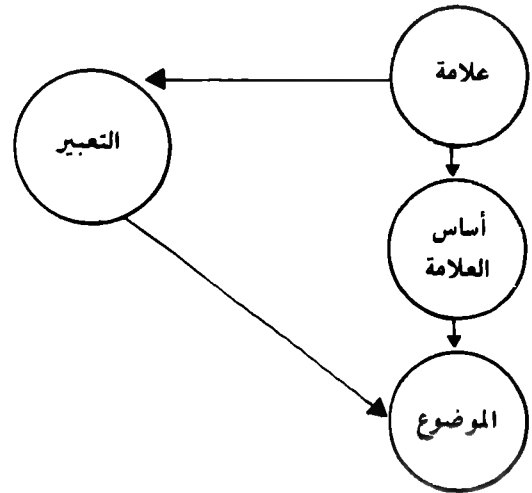 علامة
التعبير
أساس
العلامة
الموضوع